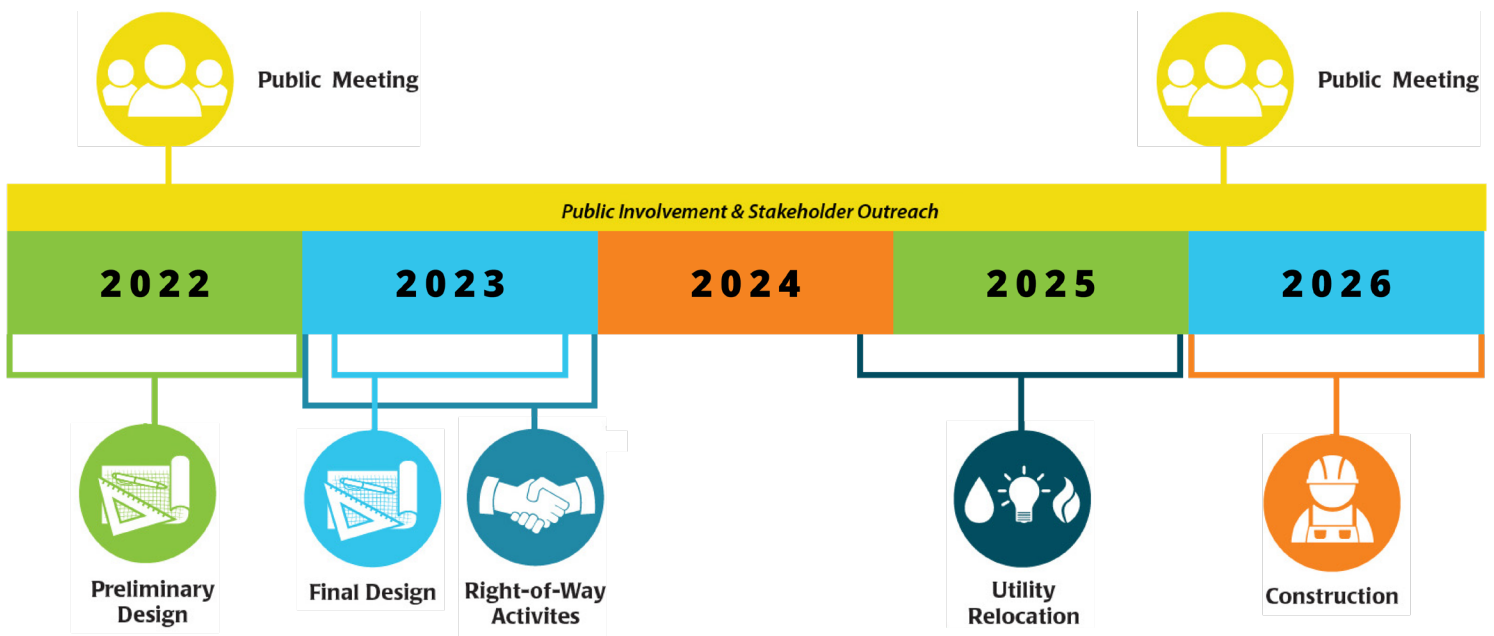 Public Meeting
Public Meeting
Public Involvement & Stakeholder Outreach
2022
2023
2024
2025
2026
Preliminary
Design
Final Design
Right-of-Way
Activites
Utility
Relocation
Construction